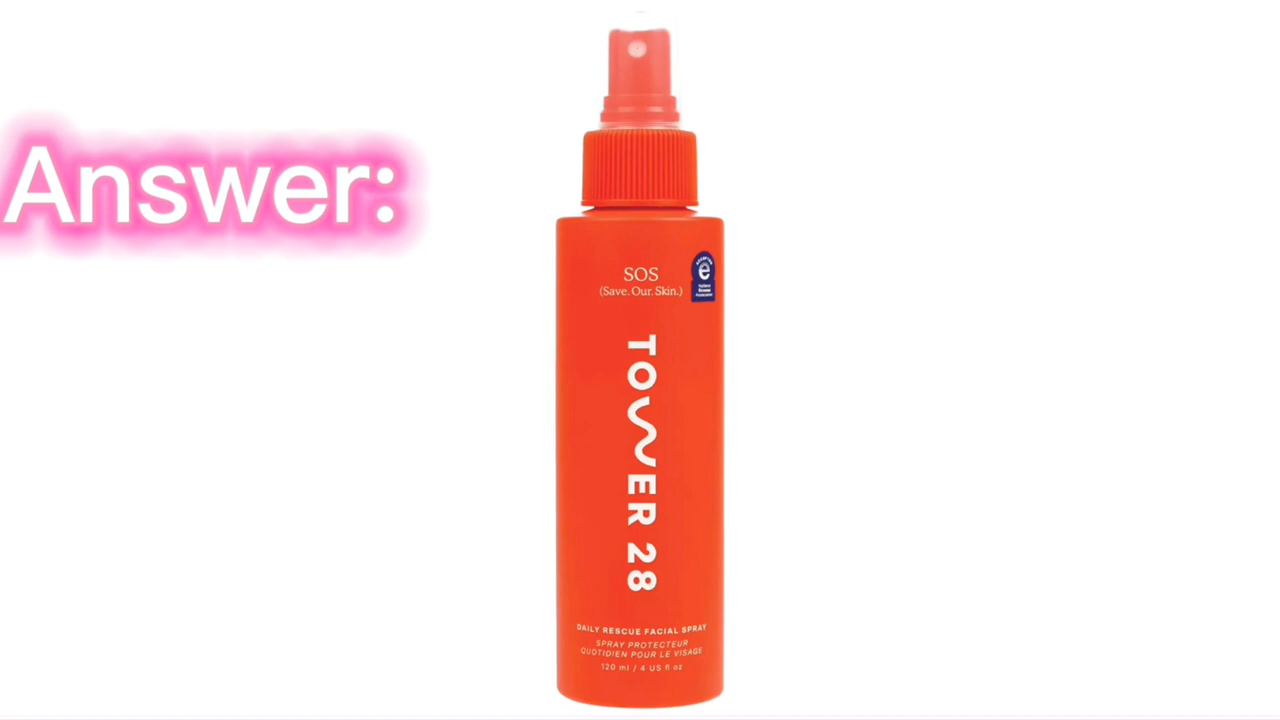 Answer:
SOS
(Save. Our. Skin.)
TOWER 28
DAILY RESCUE FACIAL SPRAY
SPRAY PROTECTEUR
QUOTIDIEN POUR LE VISAGE
120 ml / 4 US fl oz